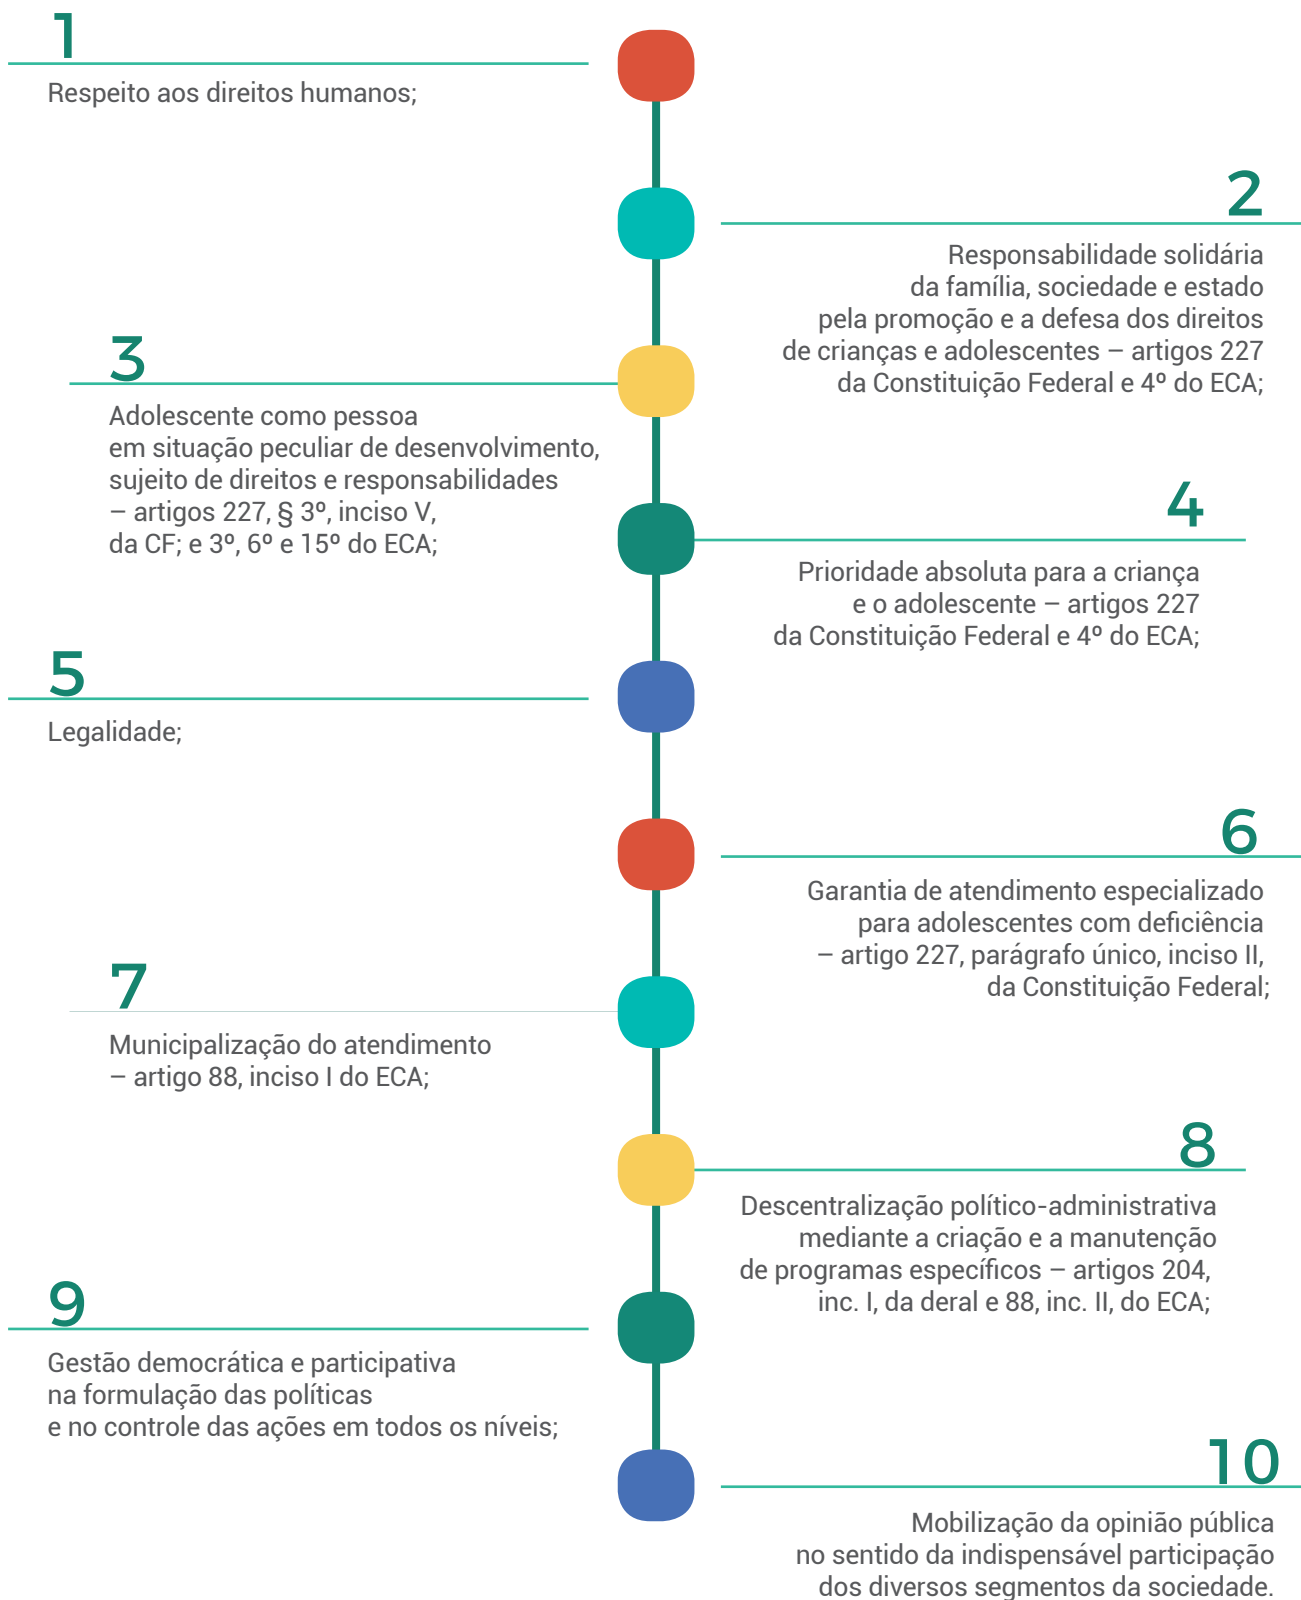 1
Respeito aos direitos humanos;
2
Responsabilidade solidária
da família, sociedade e estado
pela promoção e a defesa dos direitos
de crianças e adolescentes – artigos 227
da Constituição Federal e 4º do ECA;
3
Adolescente como pessoa
em situação peculiar de desenvolvimento,
sujeito de direitos e responsabilidades
– artigos 227, § 3º, inciso V,
da CF; e 3º, 6º e 15º do ECA;
4
Prioridade absoluta para a criança
e o adolescente – artigos 227
da Constituição Federal e 4º do ECA;
5
Legalidade;
6
Garantia de atendimento especializado
para adolescentes com deficiência
– artigo 227, parágrafo único, inciso II,
da Constituição Federal;
7
Municipalização do atendimento
– artigo 88, inciso I do ECA;
8
Descentralização político-administrativa
mediante a criação e a manutenção
de programas específicos – artigos 204,
inc. I, da deral e 88, inc. II, do ECA;
9
Gestão democrática e participativa
na formulação das políticas
e no controle das ações em todos os níveis;
10
Mobilização da opinião pública
no sentido da indispensável participação
dos diversos segmentos da sociedade.